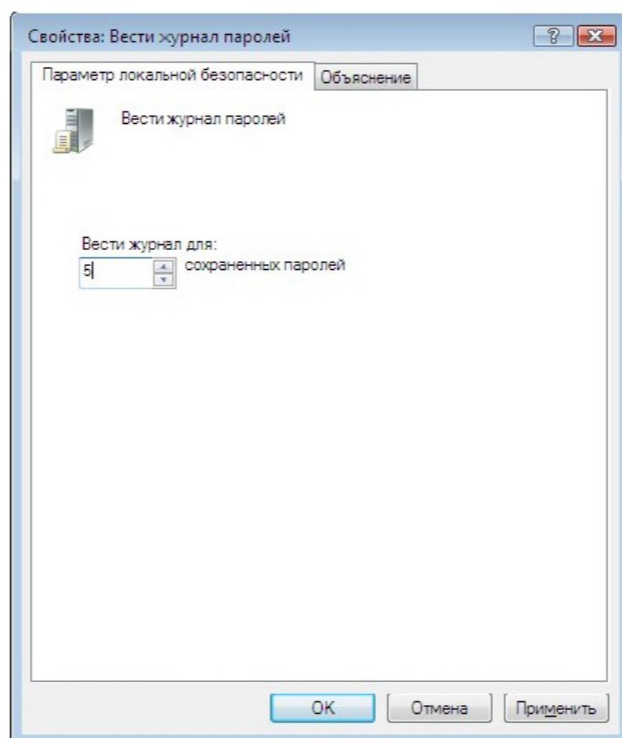 Свойства: Вести журнал паролей
Параметр локальной безопасности Объяснение
Вести журнал паролей
Вести журнал для:
5 сохраненных паролей
OK Отмена Применить